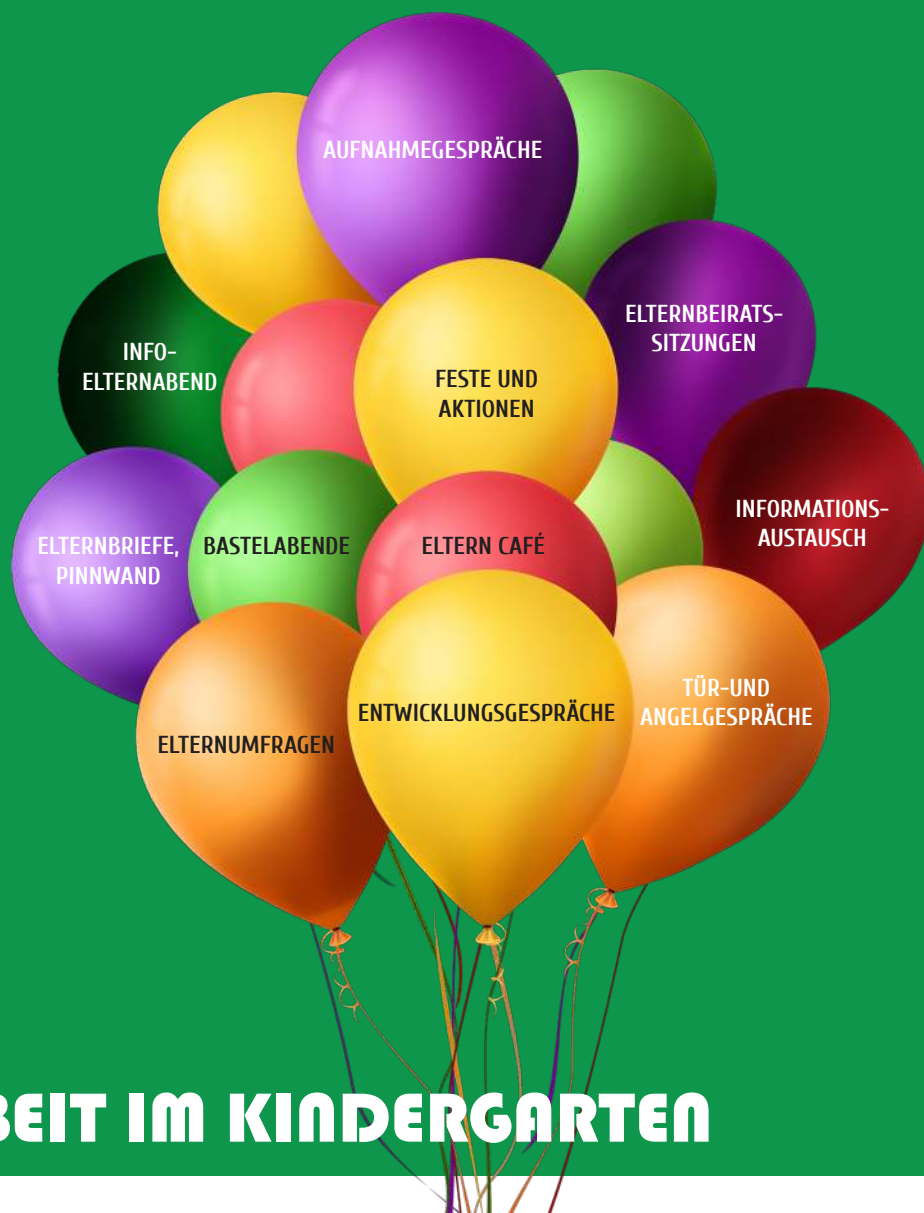 AUFNAHMEGESPRÄCHE
ELTERNBEIRATS-
SITZUNGEN
INFO-
ELTERNABEND
FESTE UND
AKTIONEN
INFORMATIONS-
AUSTAUSCH
ELTERNBRIEFE,
PINNWAND
BASTELABENDE
ELTERN CAFÉ
ENTWICKLUNGSGESPRÄCHE
TÜR-UND
ANGELGESPRÄCHE
ELTERNUMFRAGEN
BEIT IM KINDERGARTEN